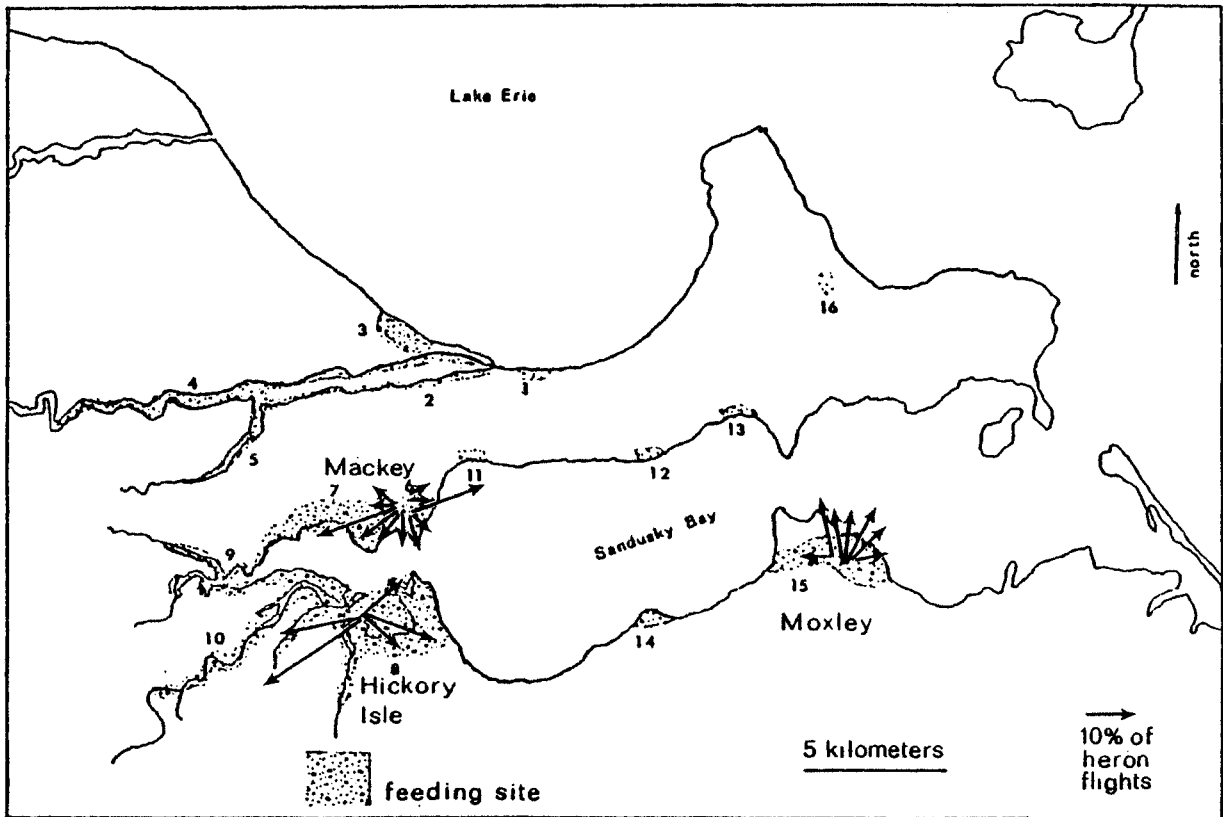 Lake Erie
north
3
16
4
2
1
13
5
Mackey
11
12
7
6
Sandusky Bay
9
15
10
14
Moxley
8
Hickory
Isle
5 kilometers
10% of
heron
flights
feeding site